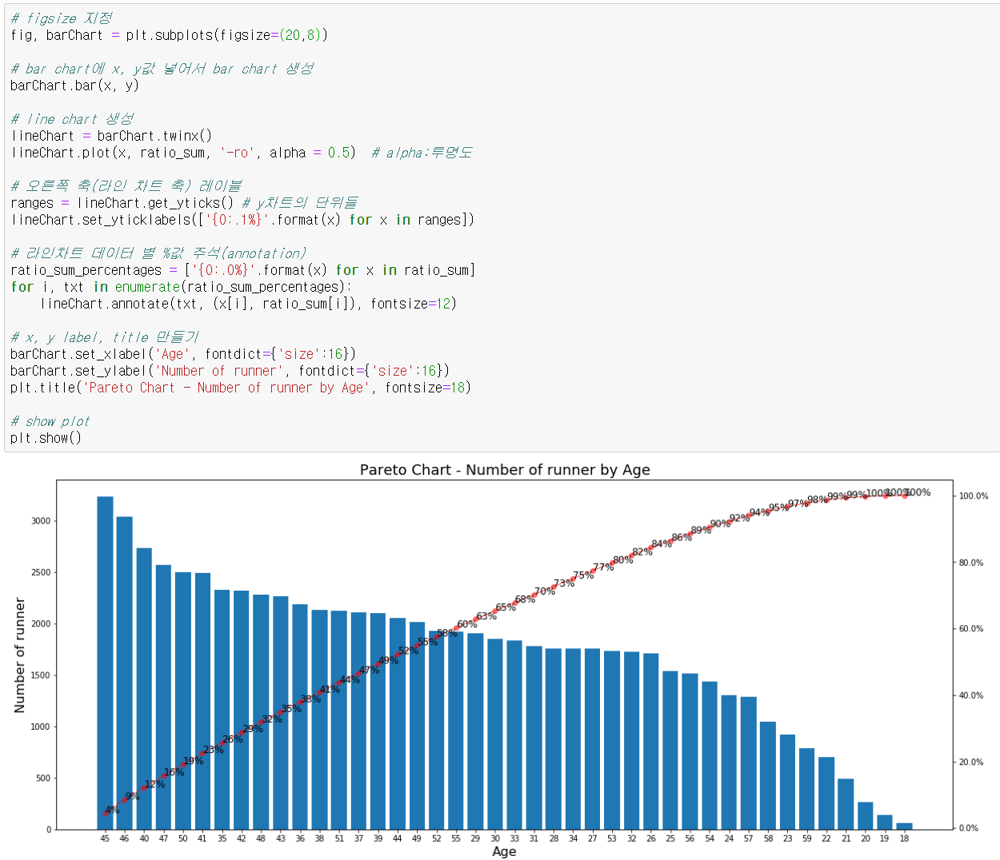 # figsize 지정
fig, barChart = plt.subplots(figsize=(20,8))
# bar chart에 x, y값 넣어서 bar chart 생성
barChart.bar(x, y)
# line chart 생성
lineChart = barChart.twinx()
lineChart.plot(x, ratio_sum, '-ro', alpha = 0.5)  # alpha:투명도
# 오른쪽 축(라인 차트 축) 레이블
ranges = lineChart.get_yticks() # y차트의 단위들
lineChart.set_yticklabels(['{0:.1%}'.format(x) for x in ranges])
# 라인차트 데이터 별 %값 주석(annotation)
ratio_sum_percentages = ['{0:.0%}'.format(x) for x in ratio_sum]
for i, txt in enumerate(ratio_sum_percentages):
    lineChart.annotate(txt, (x[i], ratio_sum[i]), fontsize=12)
# x, y label, title 만들기
barChart.set_xlabel('Age', fontdict={'size':16})
barChart.set_ylabel('Number of runner', fontdict={'size':16})
plt.title('Pareto Chart - Number of runner by Age', fontsize=18)
# show plot
plt.show()
Pareto Chart - Number of runner by Age
Number of runner
3000
2500
2000
1500
1000
500
0
4% 9% 12% 16% 19% 23% 26% 29% 32% 35% 38% 41% 44% 47% 49% 52% 55% 58% 60% 63% 65% 68% 70% 73% 75% 77% 80% 82% 84% 86% 89% 90% 92% 94% 95% 97% 98% 99% 99% 100% 100% 100%
100.0%
80.0%
60.0%
40.0%
20.0%
0.0%
45 46 40 47 50 41 35 42 48 43 36 38 51 37 39 44 49 52 55 29 30 33 31 28 34 27 53 32 26 25 56 54 24 57 58 23 59 22 21 20 19 18
Age